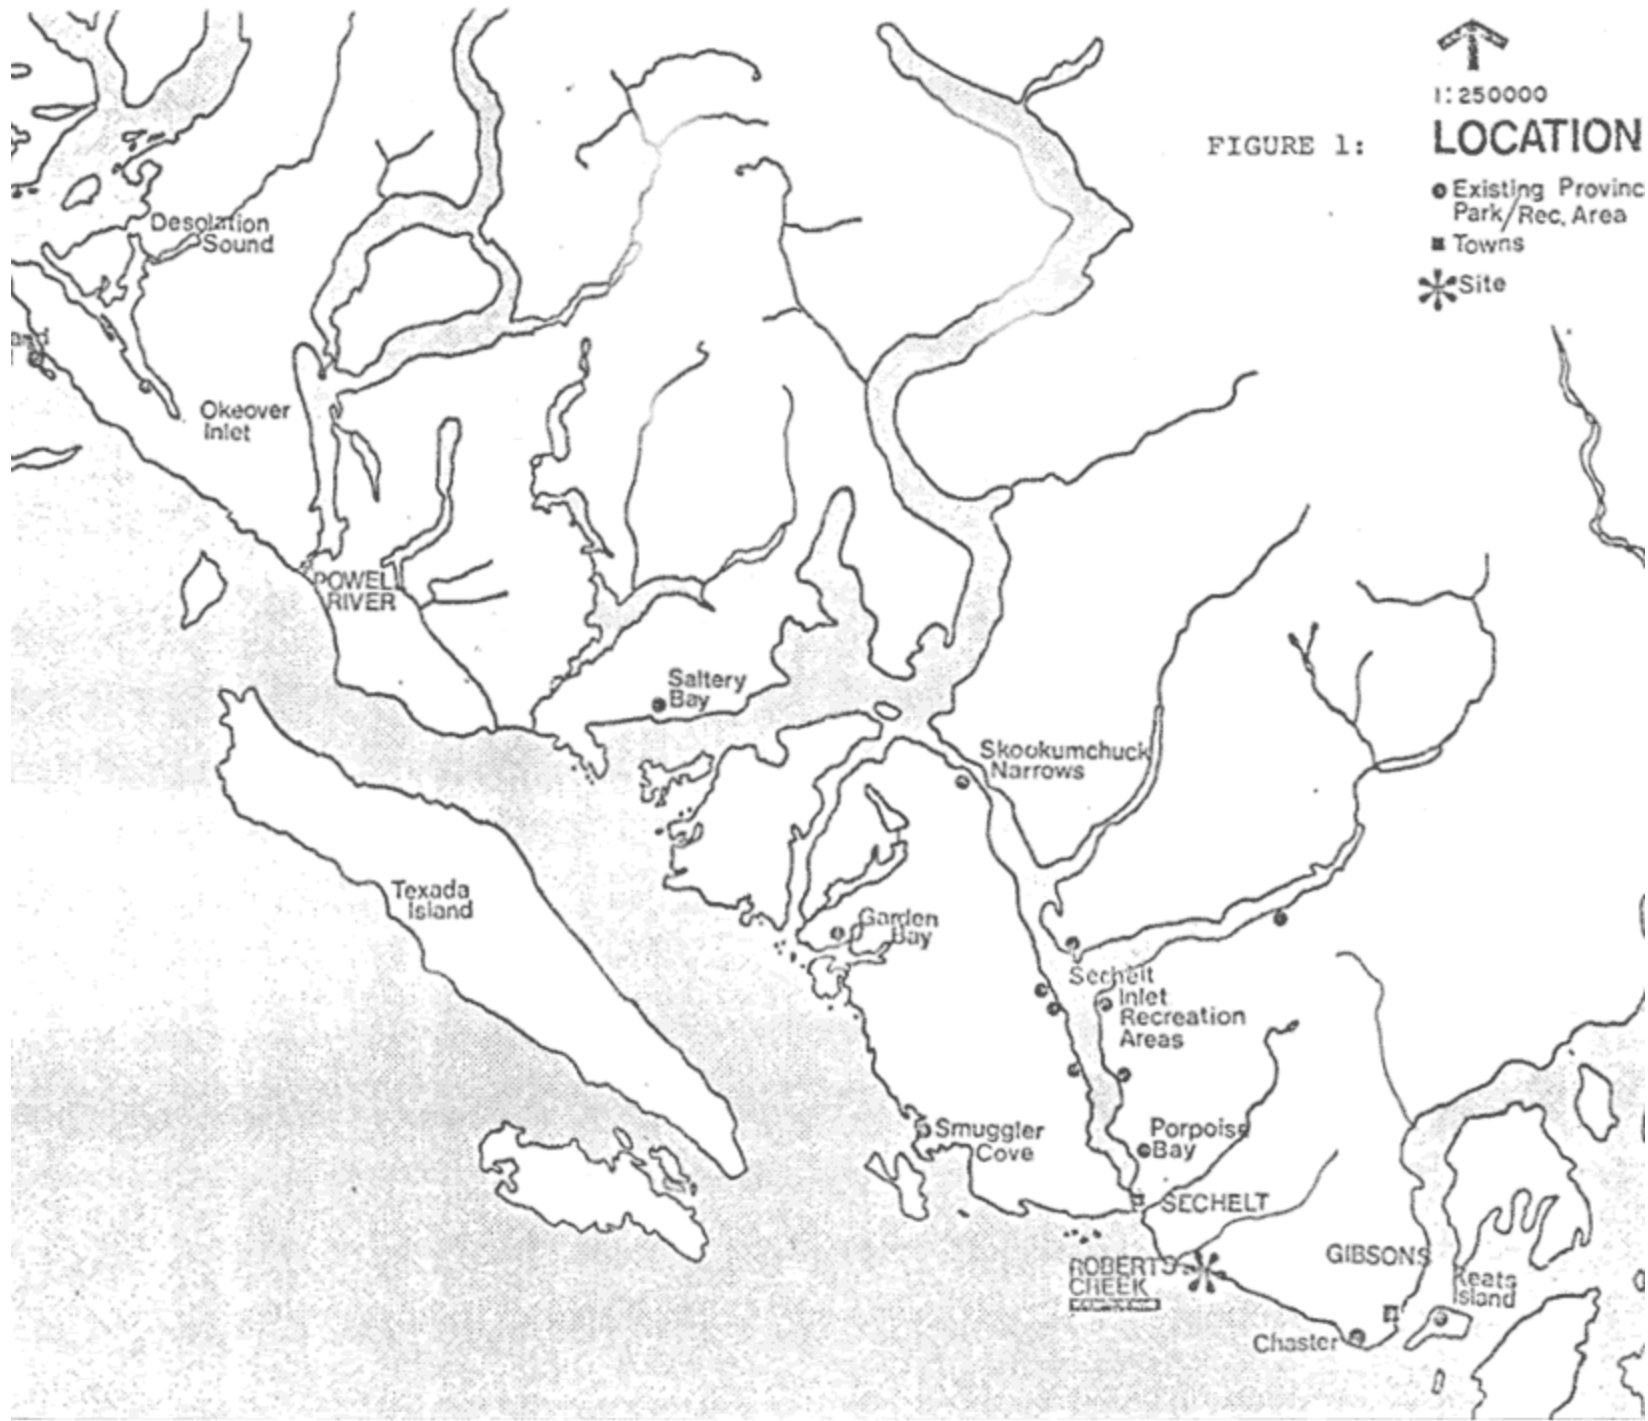 1:250000
FIGURE 1:
LOCATION
Existing Provinc
Park/Rec. Area
Towns
Site
Desolation
Sound
and
Okeover
Inlet
POWELL
RIVER
Saltery
Bay
Skookumchuck
Narrows
Texada
Island
Garden
Bay
Sechelt
Inlet
Recreation
Areas
Smuggler
Cove
Porpoise
Bay
SECHELT
ROBERTS
CREEK
GIBSONS
Keats
Island
Chaster